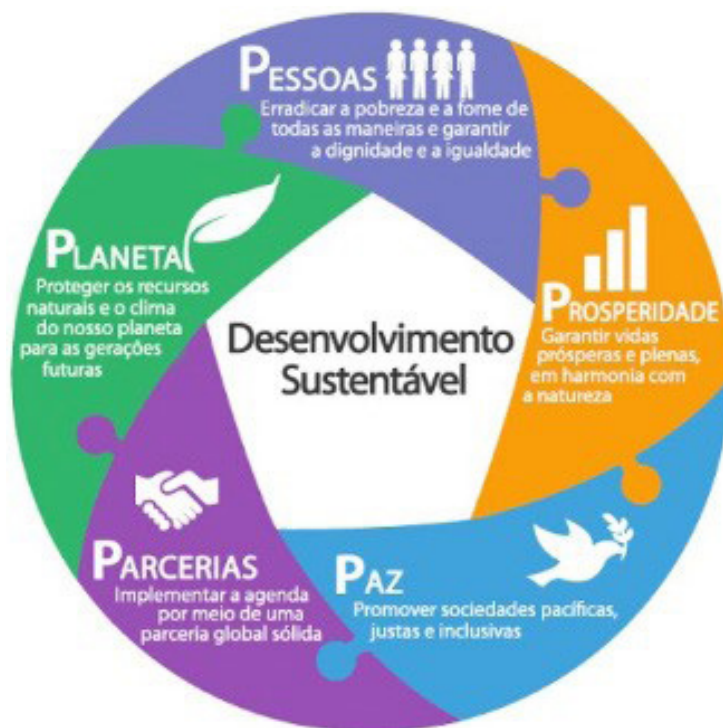 PESSOAS
Erradicar a pobreza e a fome de
todas as maneiras e garantir
a dignidade e a igualdade
PROSPERIDADE
Garantir vidas
prósperas e plenas,
em harmonia com
a natureza
PAZ
Promover sociedades pacíficas,
justas e inclusivas
PARCERIAS
Implementar a agenda
por meio de uma
parceria global sólida
PLANETA
Proteger os recursos
naturais e o clima
do nosso planeta
para as gerações
futuras
Desenvolvimento
Sustentável